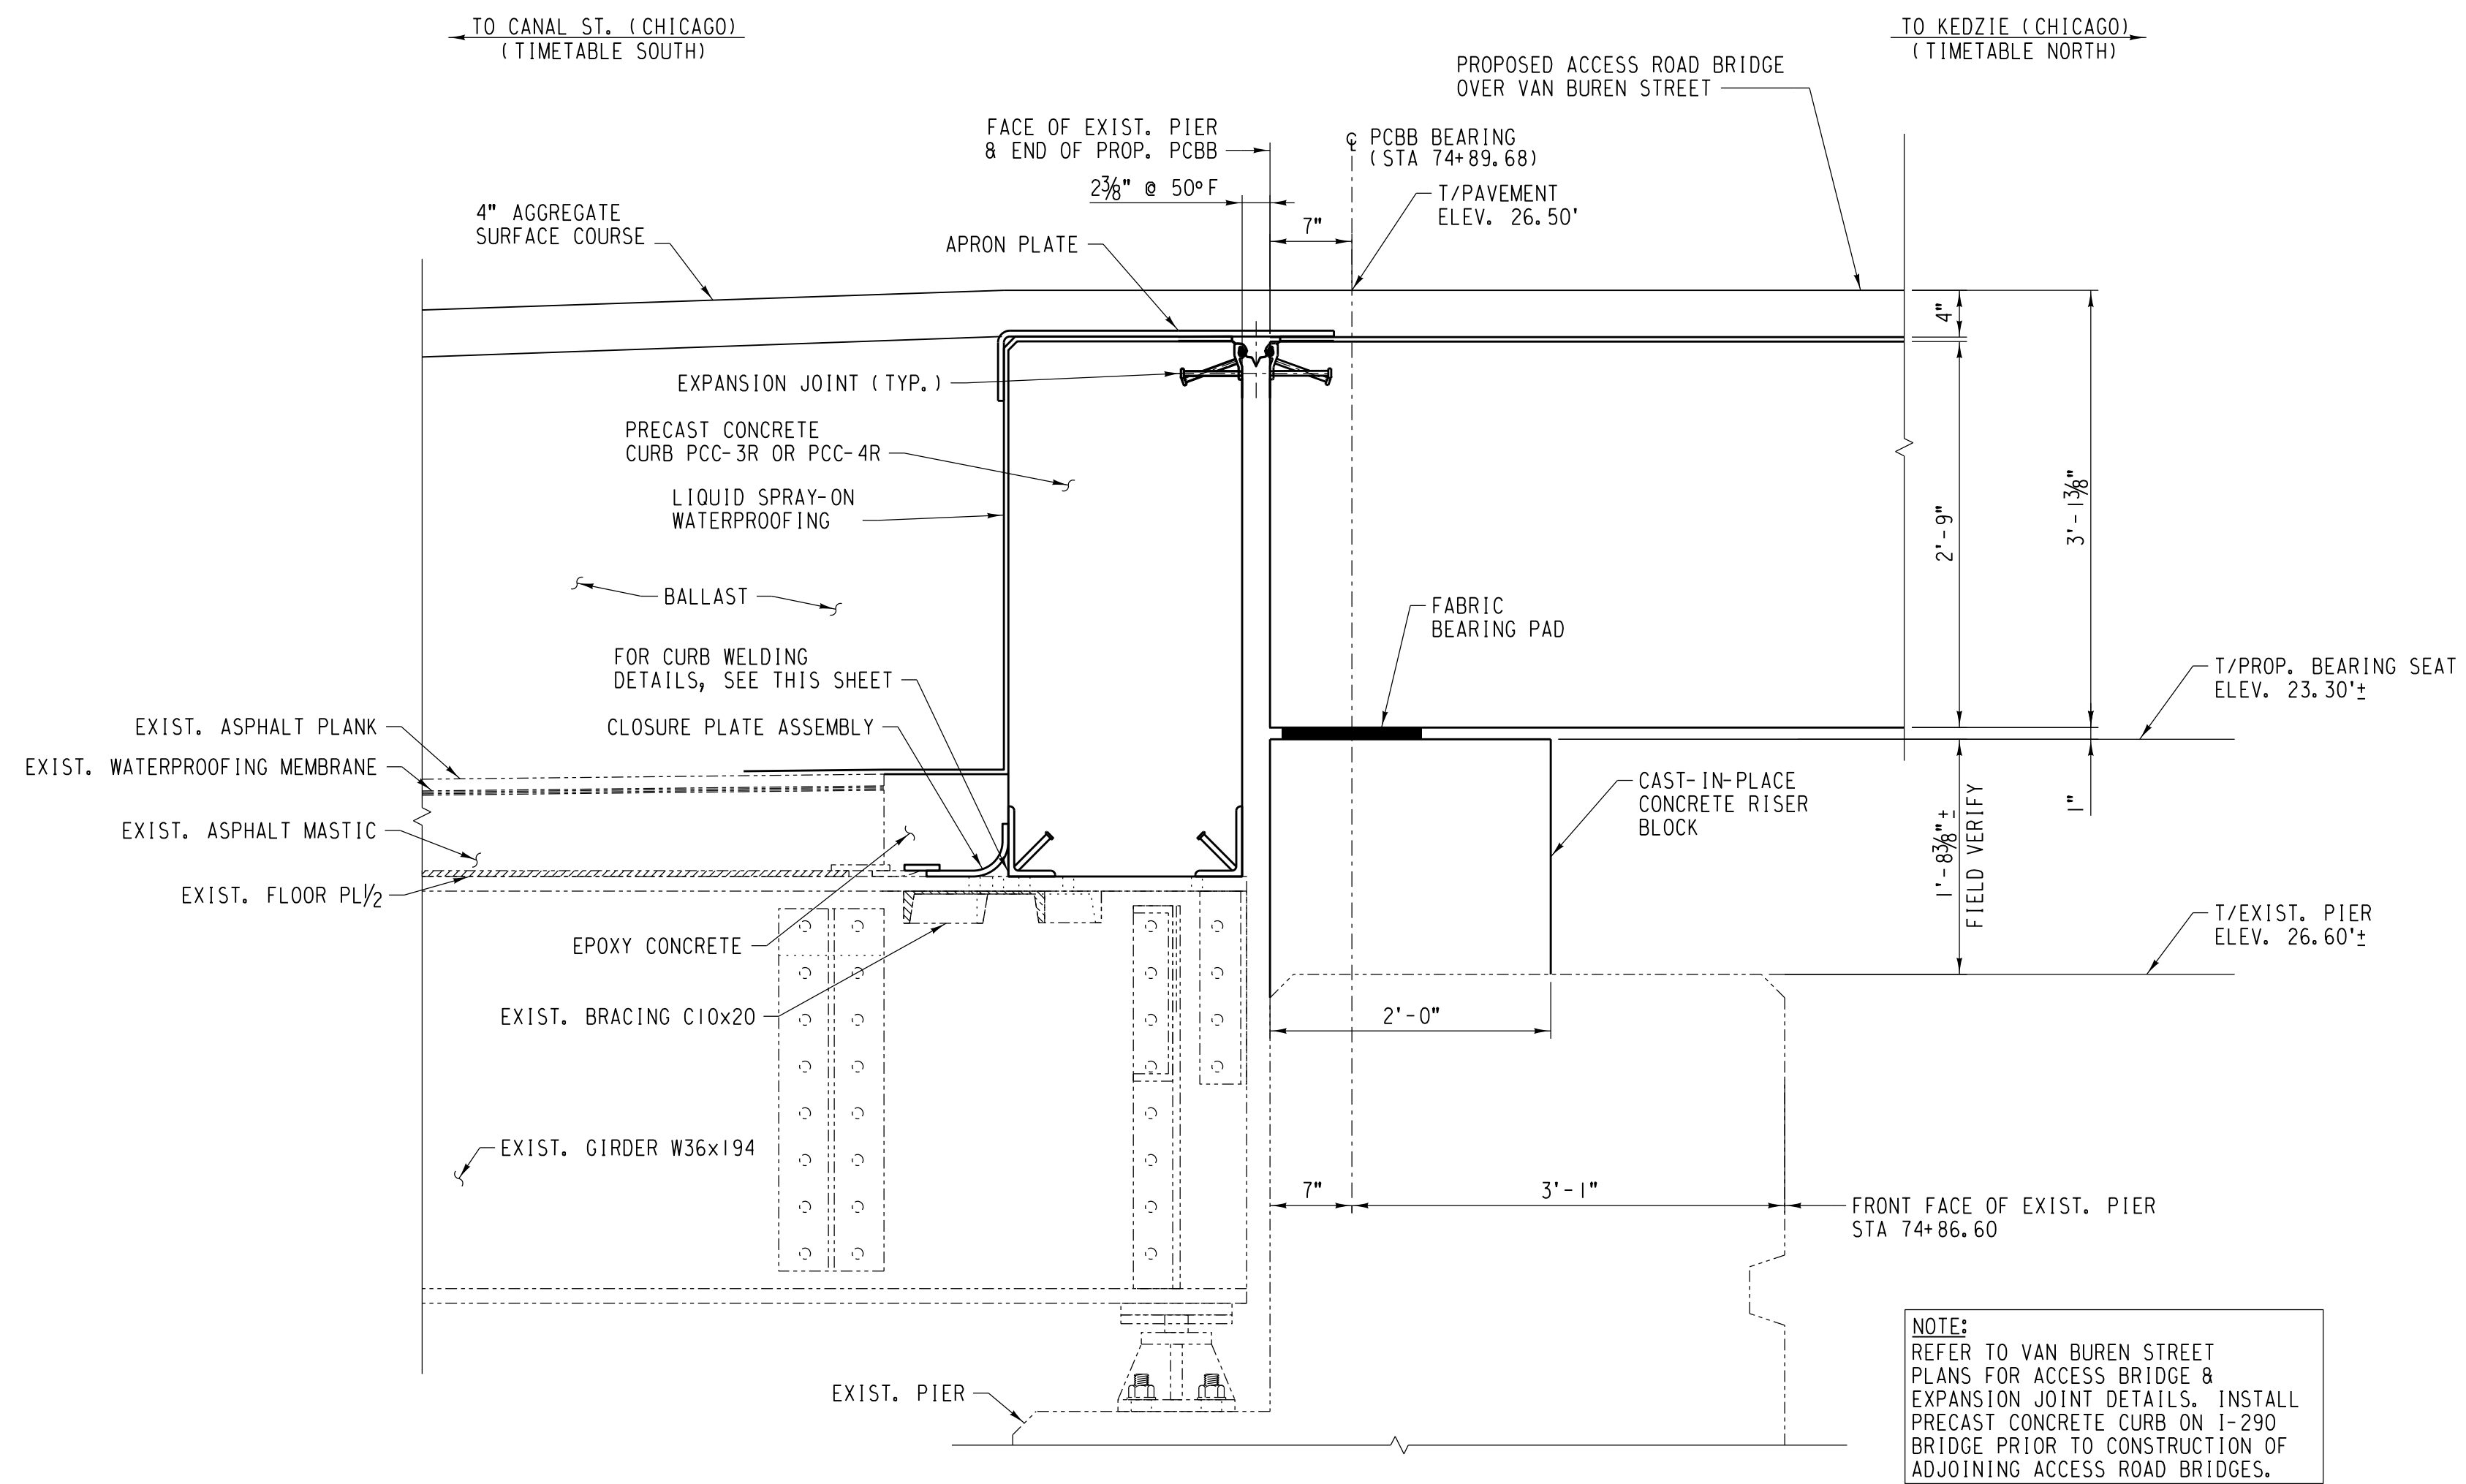 TO CANAL ST. (CHICAGO)
(TIMETABLE SOUTH)
TO KEDZIE (CHICAGO)
(TIMETABLE NORTH)
PROPOSED ACCESS ROAD BRIDGE
OVER VAN BUREN STREET
FACE OF EXIST. PIER
& END OF PROP. PCBB
℄ PCBB BEARING
(STA 74+89.68)
2⅜" @ 50°F
7"
T/PAVEMENT
ELEV. 26.50'
4" AGGREGATE
SURFACE COURSE
APRON PLATE
4"
EXPANSION JOINT (TYP.)
PRECAST CONCRETE
CURB PCC-3R OR PCC-4R
LIQUID SPRAY-ON
WATERPROOFING
2'-9"
3'-1⅜"
BALLAST
FABRIC
BEARING PAD
FOR CURB WELDING
DETAILS, SEE THIS SHEET
T/PROP. BEARING SEAT
ELEV. 23.30'±
EXIST. ASPHALT PLANK
CLOSURE PLATE ASSEMBLY
EXIST. WATERPROOFING MEMBRANE
CAST-IN-PLACE
CONCRETE RISER
BLOCK
1"
1'-8⅜"±
FIELD VERIFY
EXIST. ASPHALT MASTIC
EXIST. FLOOR PL½
T/EXIST. PIER
ELEV. 26.60'±
EPOXY CONCRETE
EXIST. BRACING C10x20
2'-0"
EXIST. GIRDER W36x194
7"
3'-1"
FRONT FACE OF EXIST. PIER
STA 74+86.60
EXIST. PIER
NOTE:
REFER TO VAN BUREN STREET
PLANS FOR ACCESS BRIDGE &
EXPANSION JOINT DETAILS. INSTALL
PRECAST CONCRETE CURB ON I-290
BRIDGE PRIOR TO CONSTRUCTION OF
ADJOINING ACCESS ROAD BRIDGES.